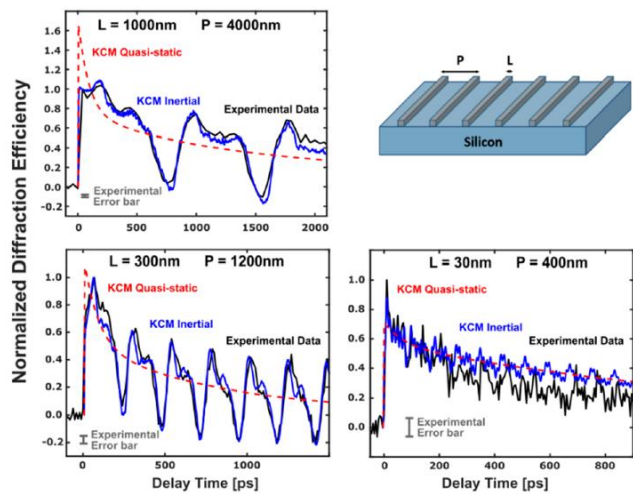 L = 1000nm P = 4000nm
KCM Quasi-static
KCM Inertial
Experimental Data
Experimental
Error bar
1.6
1.4
1.2
1.0
0.8
0.6
0.4
0.2
0.0
-0.2
0 500 1000 1500 2000
P L
Silicon
Normalized Diffraction Efficiency
L = 300nm P = 1200nm
KCM Quasi-static
KCM Inertial
Experimental Data
Experimental
Error bar
1.0
0.8
0.6
0.4
0.2
0.0
-0.2
0 500 1000
Delay Time [ps]
L = 30nm P = 400nm
KCM Quasi-static
KCM Inertial
Experimental Data
Experimental
Error bar
1.0
0.8
0.6
0.4
0.2
0.0
0 200 400 600 800
Delay Time [ps]